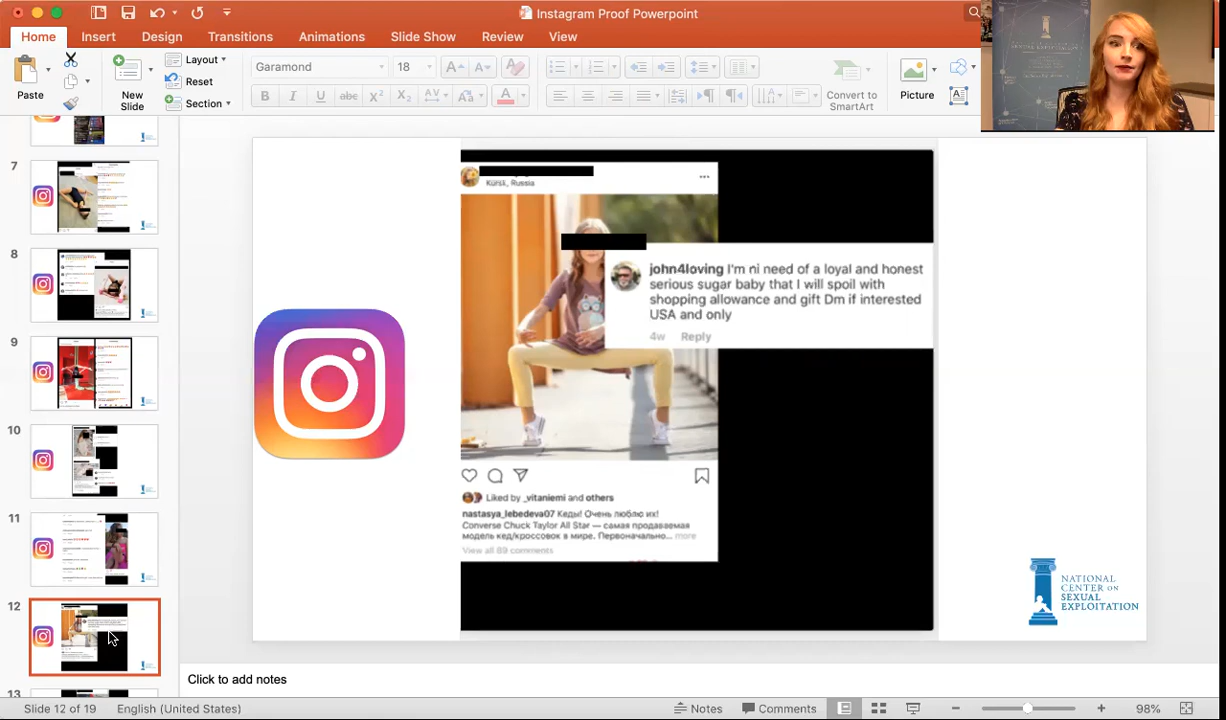 Instagram Proof Powerpoint
Home Insert Design Transitions Animations Slide Show Review View
Paste
New
Slide
Layout
Reset
Section
Garamond 18
Convert to
SmartArt
Picture
7
8
9
10
11
12
13
Kursk, Russia
john4loving I'm ni need of a loyal and honest
serious sugar baby that I will spoil with
shopping allowance and gift Dm if interested
USA and only
4w Reply
Liked by _vitaniemi and others
nastasya_lebedeva07 Кеды! Очень люблю их!
Converse Chuck Taylor All Star — самая продаваемая
модель кед/кроссовок в мире. Первоначально... more
View all 89 comments
NATIONAL
CENTER ON
SEXUAL
EXPLOITATION
Click to add notes
Slide 12 of 19 English (United States) Notes Comments 98%